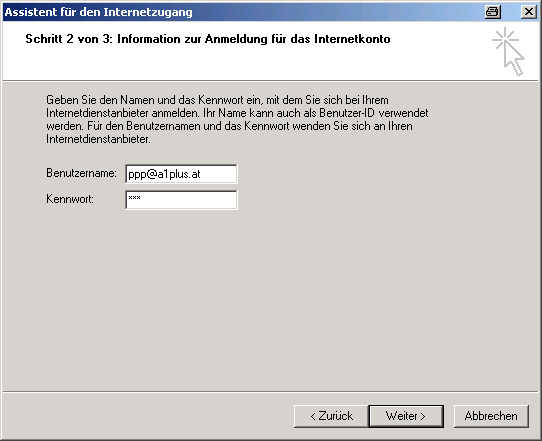 Assistent für den Internetzugang
Schritt 2 von 3: Information zur Anmeldung für das Internetkonto
Geben Sie den Namen und das Kennwort ein, mit dem Sie sich bei Ihrem
Internetdienstanbieter anmelden. Ihr Name kann auch als Benutzer-ID verwendet
werden. Für den Benutzernamen und das Kennwort wenden Sie sich an Ihren
Internetdienstanbieter.
Benutzername: ppp@a1plus.at
Kennwort: ***
< Zurück Weiter > Abbrechen